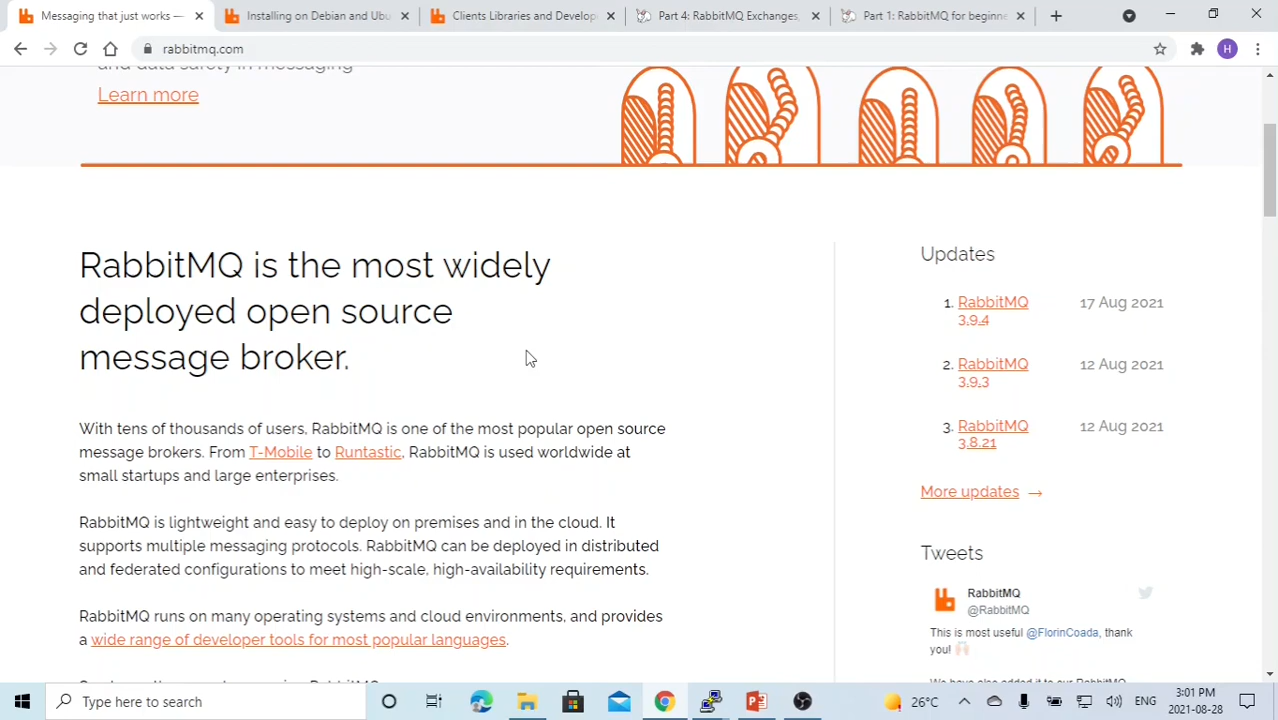 Messaging that just works —
Installing on Debian and Ubu
Clients Libraries and Develop
Part 4: RabbitMQ Exchanges,
Part 1: RabbitMQ for beginne
rabbitmq.com
H
and data safety in messaging
Learn more
RabbitMQ is the most widely
deployed open source
message broker.
With tens of thousands of users, RabbitMQ is one of the most popular open source
message brokers. From T-Mobile to Runtastic, RabbitMQ is used worldwide at
small startups and large enterprises.
RabbitMQ is lightweight and easy to deploy on premises and in the cloud. It
supports multiple messaging protocols. RabbitMQ can be deployed in distributed
and federated configurations to meet high-scale, high-availability requirements.
RabbitMQ runs on many operating systems and cloud environments, and provides
a wide range of developer tools for most popular languages.
Updates
1. RabbitMQ 17 Aug 2021
3.9.4
2. RabbitMQ 12 Aug 2021
3.9.3
3. RabbitMQ 12 Aug 2021
3.8.21
More updates →
Tweets
RabbitMQ
@RabbitMQ
This is most useful @FlorinCoada, thank
you!
We have also added it to our RabbitMQ
Type here to search
26°C
ENG
3:01 PM
2021-08-28